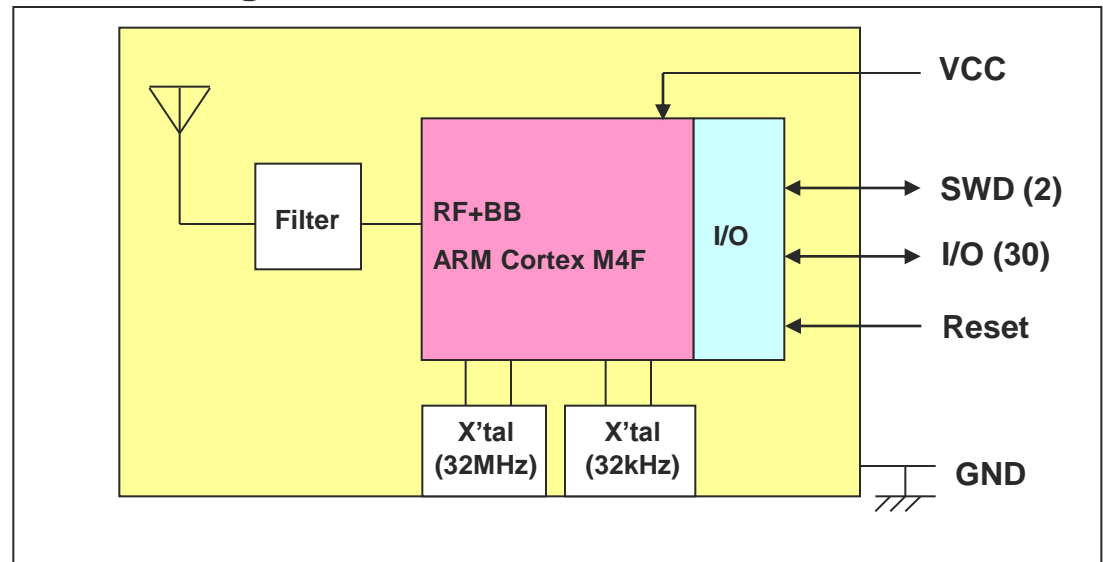 VCC
SWD (2)
Filter
RF+BB
I/O
ARM Cortex M4F
I/O (30)
Reset
X'tal
(32MHz)
X'tal
(32kHz)
GND